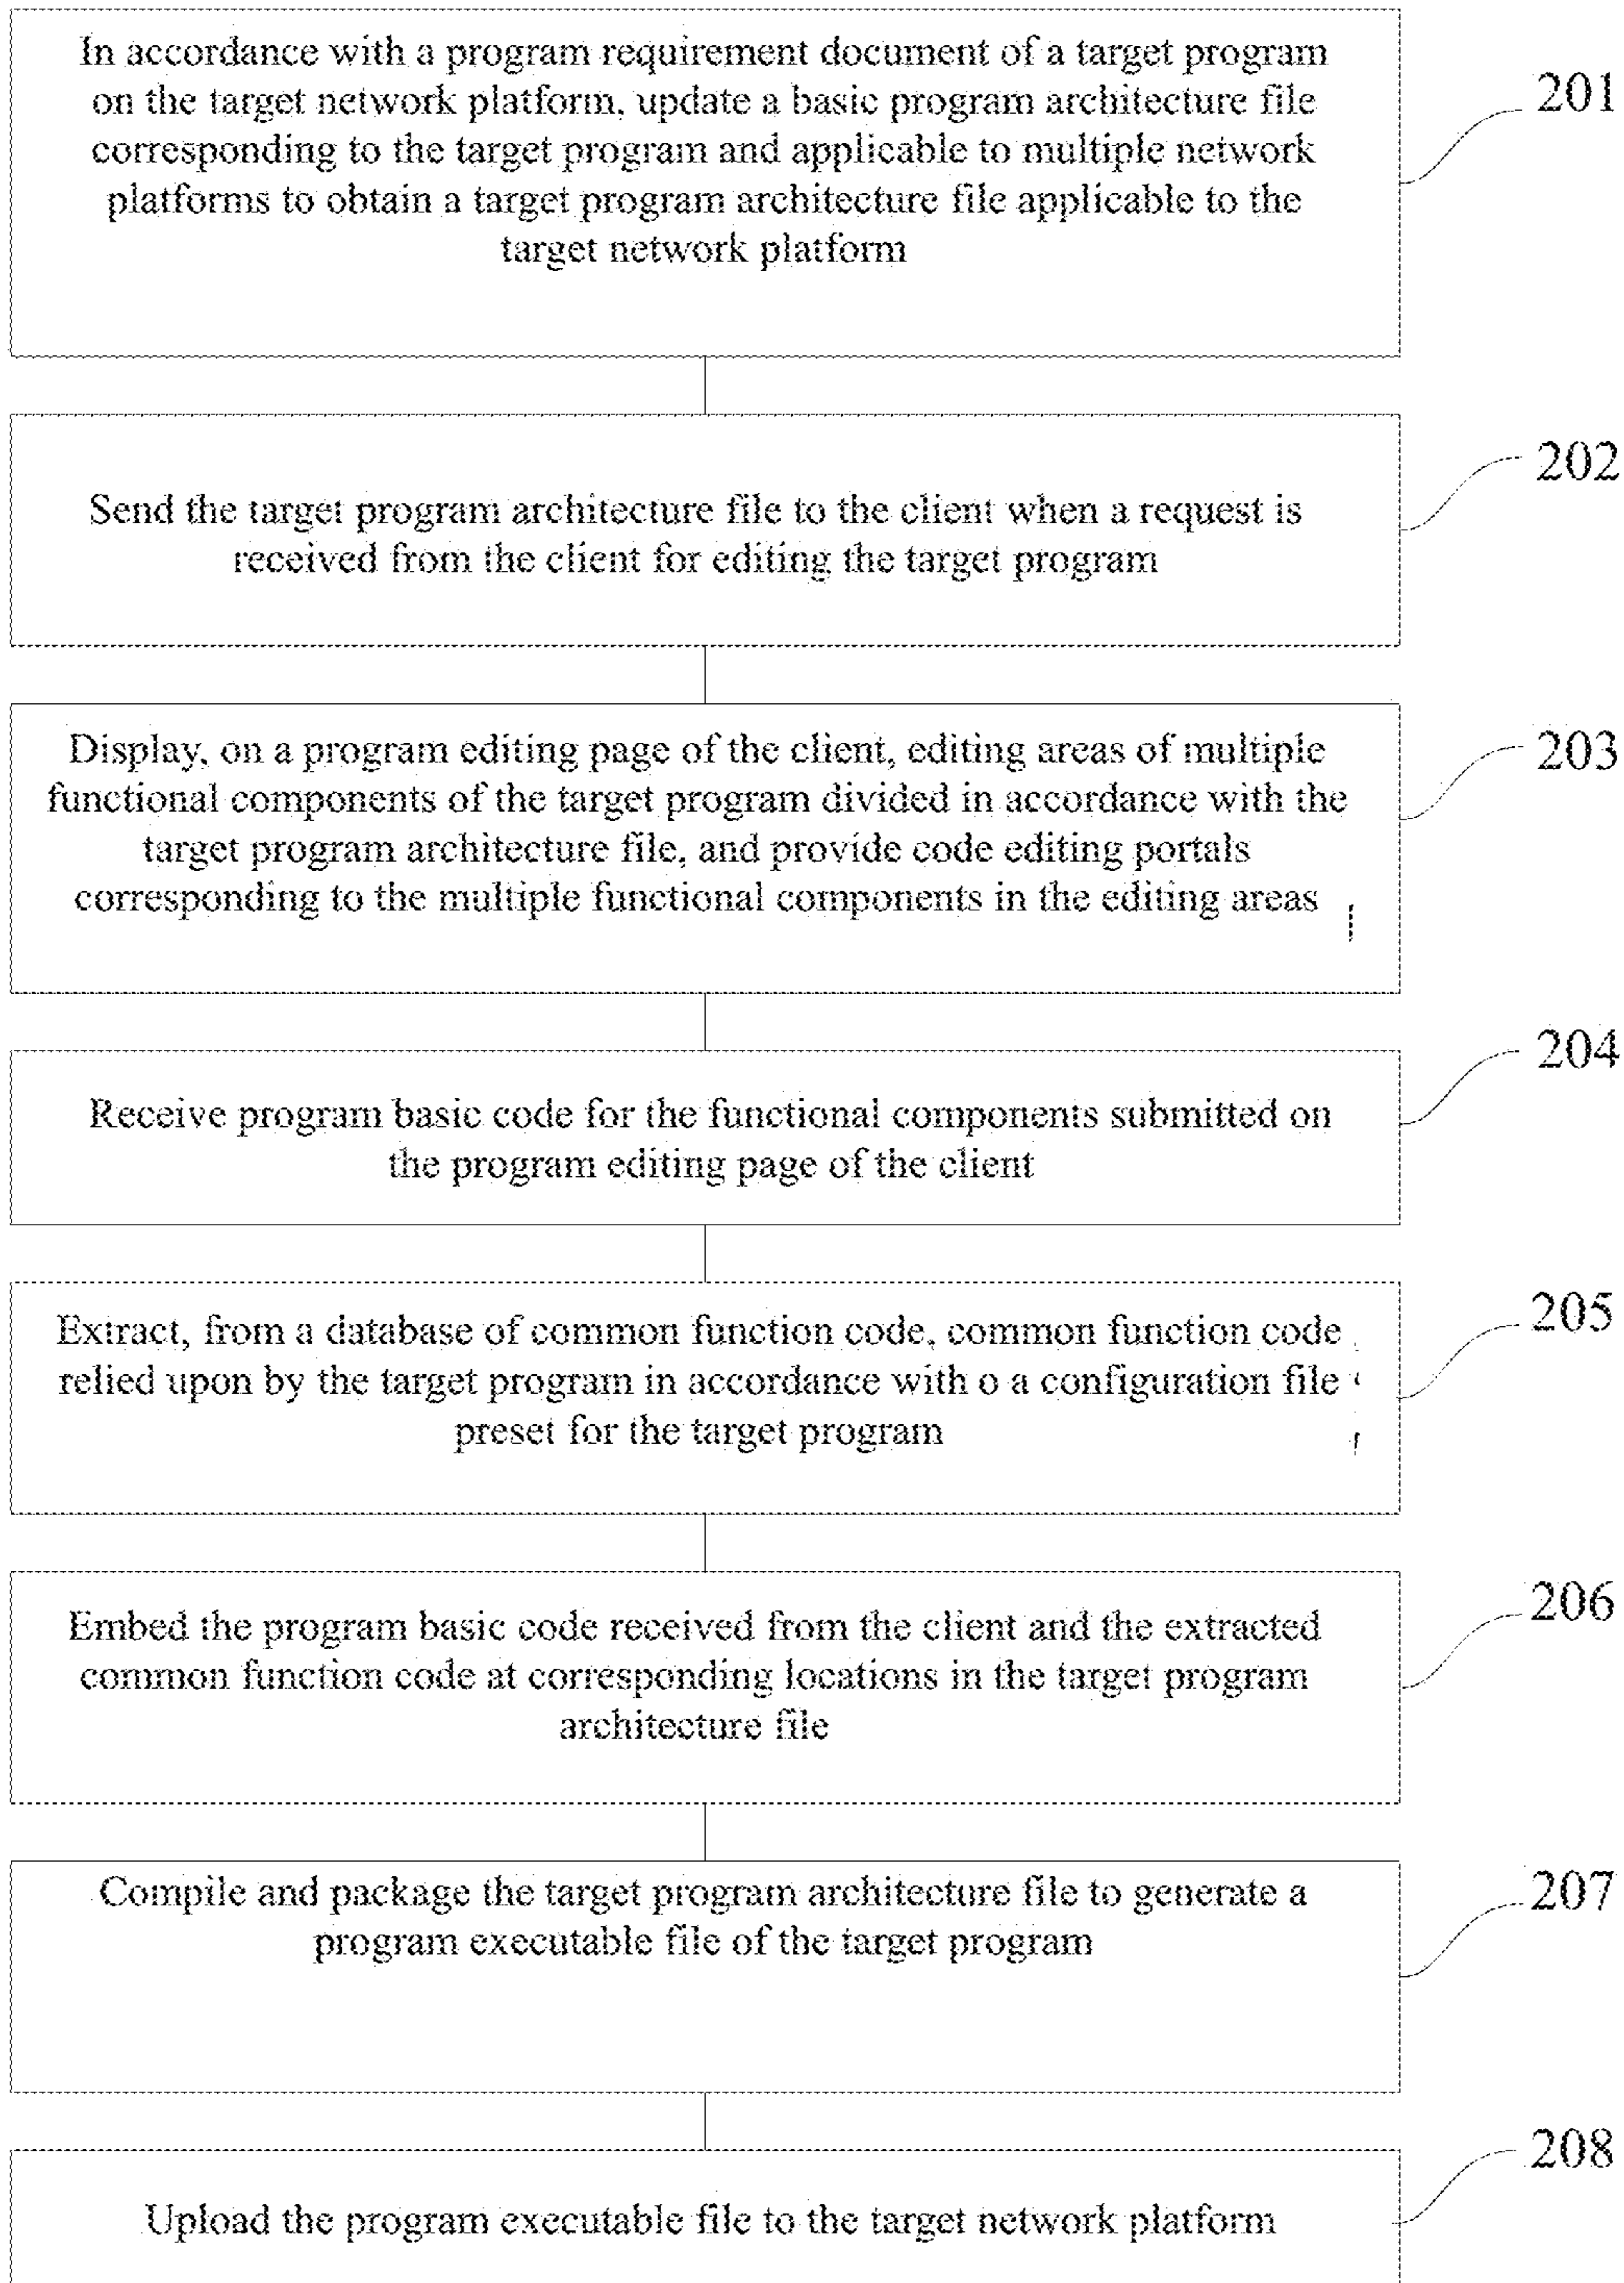 In accordance with a program requirement document of a target program
on the target network platform, update a basic program architecture file
corresponding to the target program and applicable to multiple network
platforms to obtain a target program architecture file applicable to the
target network platform
201
Send the target program architecture file to the client when a request is
received from the client for editing the target program
202
Display, on a program editing page of the client, editing areas of multiple
functional components of the target program divided in accordance with the
target program architecture file, and provide code editing portals
corresponding to the multiple functional components in the editing areas
203
Receive program basic code for the functional components submitted on
the program editing page of the client
204
Extract, from a database of common function code, common function code
relied upon by the target program in accordance with o a configuration file
preset for the target program
205
Embed the program basic code received from the client and the extracted
common function code at corresponding locations in the target program
architecture file
206
Compile and package the target program architecture file to generate a
program executable file of the target program
207
Upload the program executable file to the target network platform
208